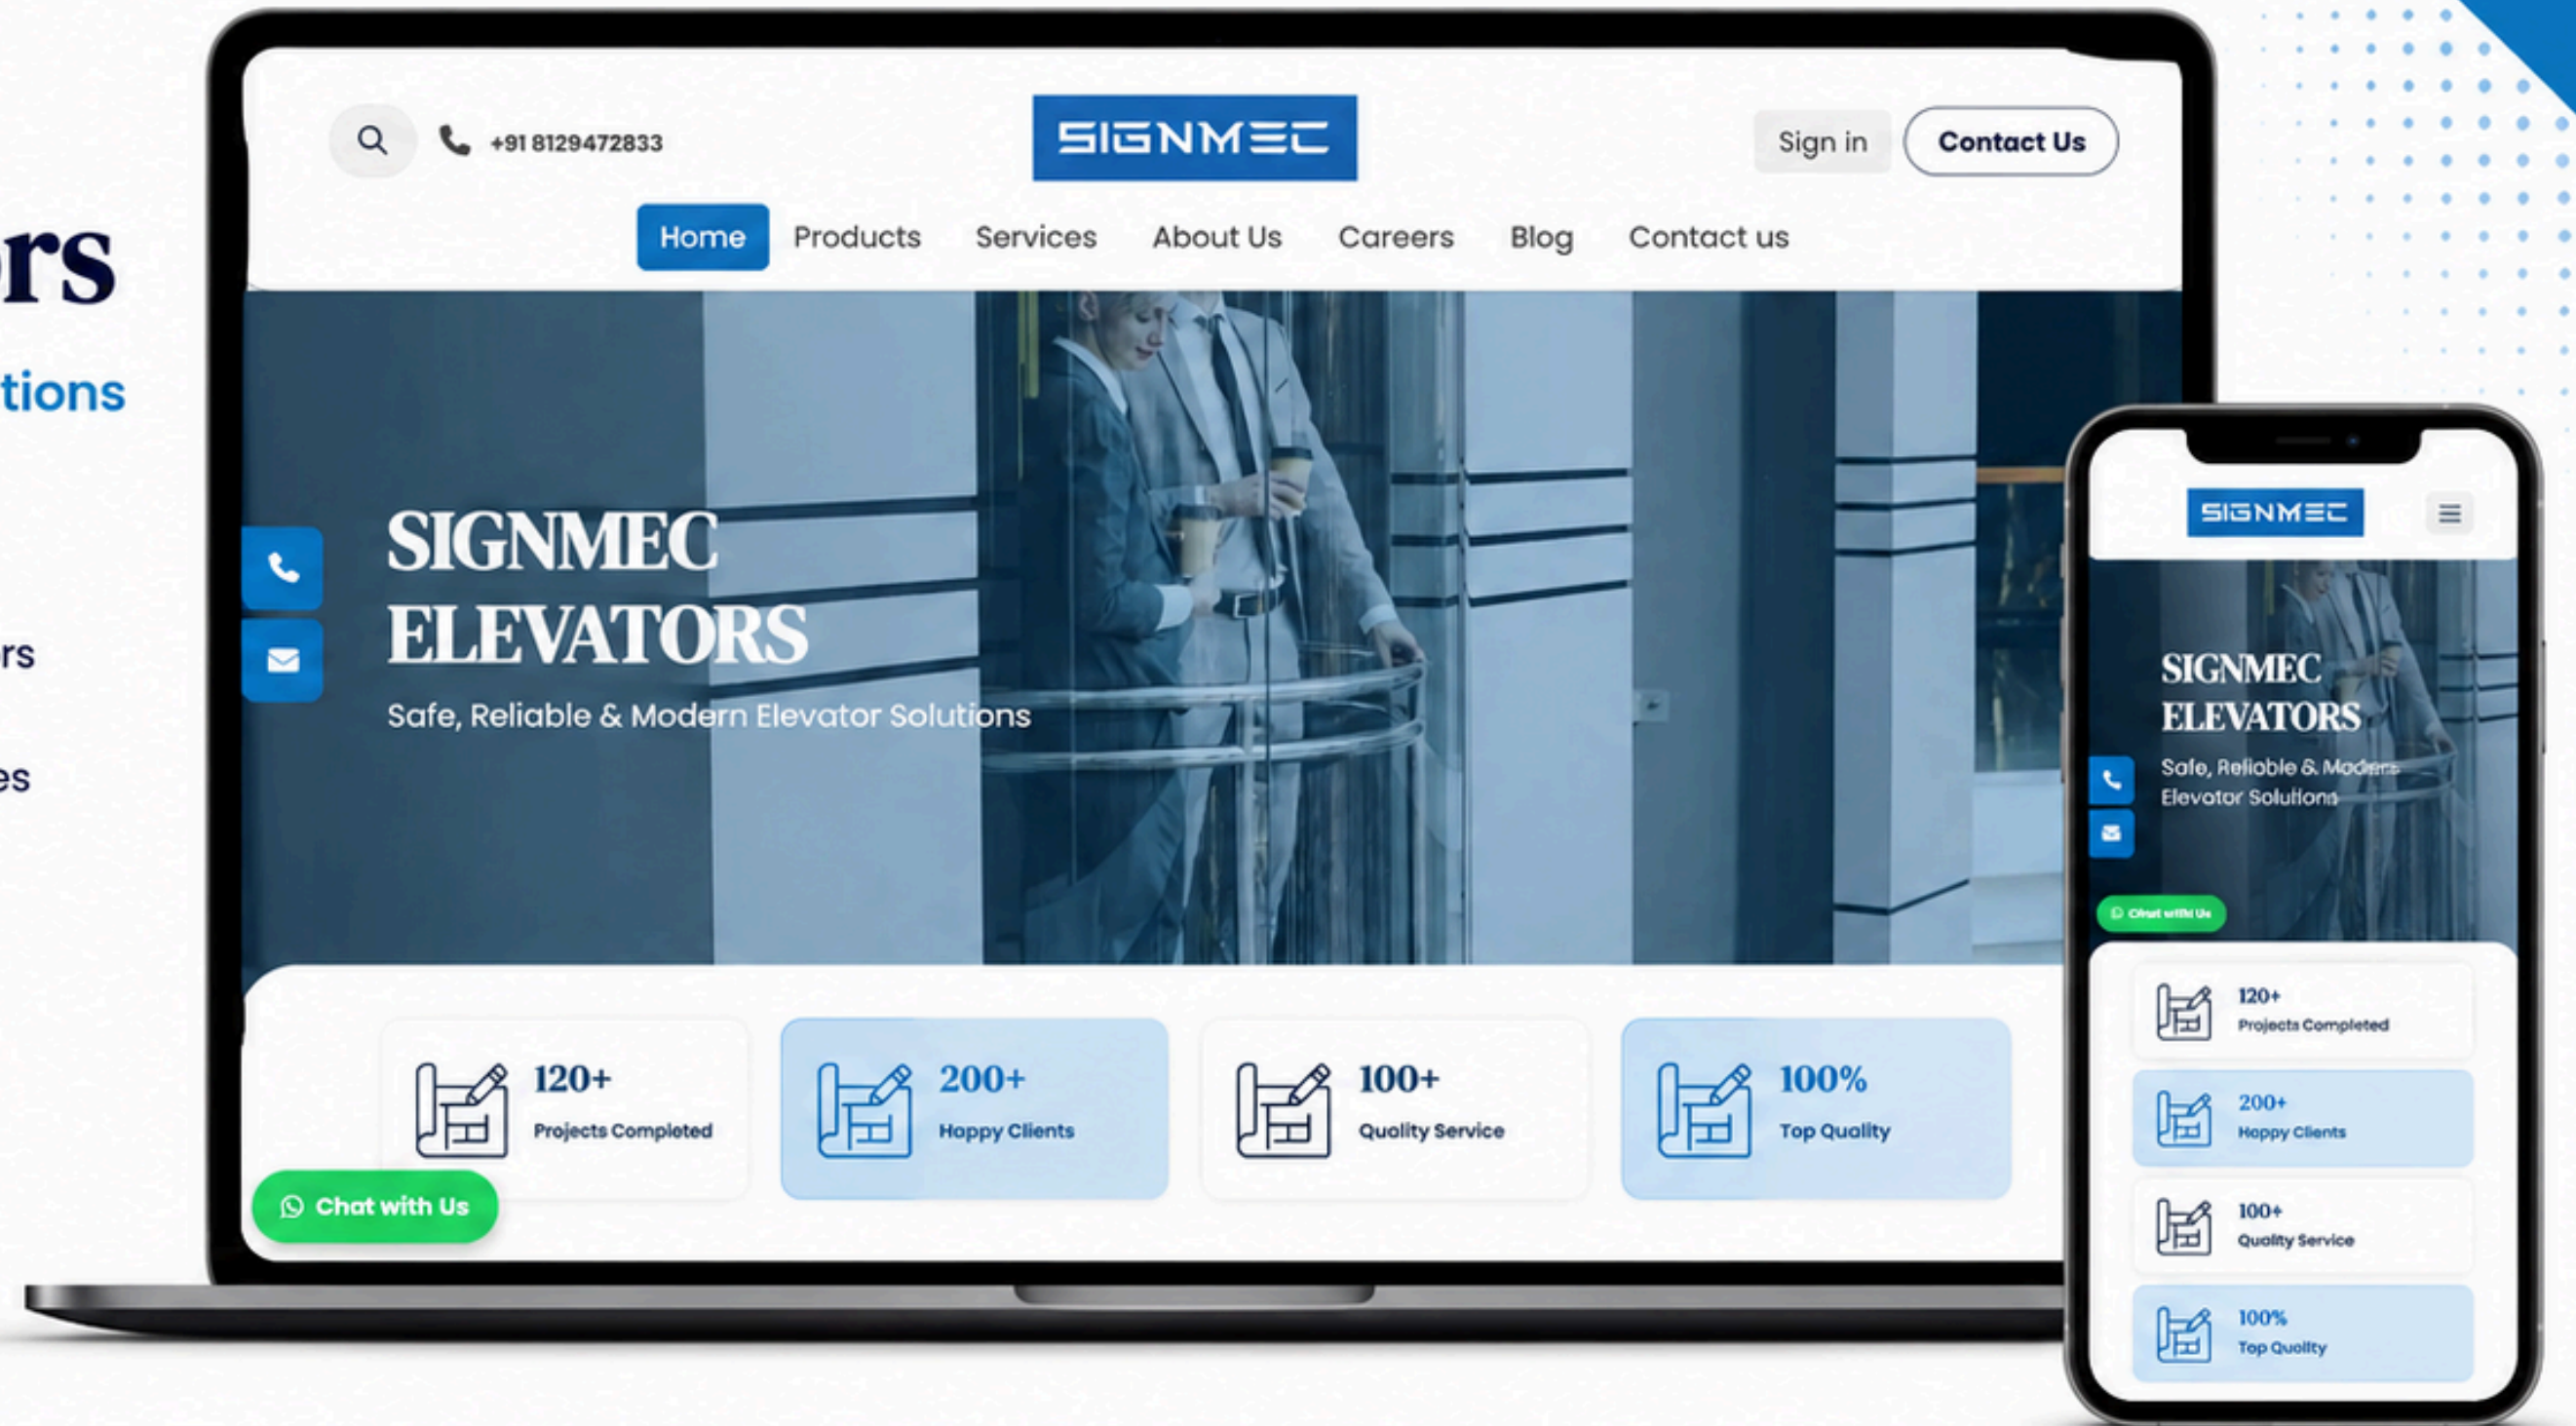 rs
tions
rs
es
+91 8129472833
SIGNMEC
Sign in
Contact Us
Home
Products
Services
About Us
Careers
Blog
Contact us
SIGNMEC
ELEVATORS
Safe, Reliable & Modern Elevator Solutions
120+
Projects Completed
200+
Happy Clients
100+
Quality Service
100%
Top Quality
Chat with Us
SIGNMEC
SIGNMEC
ELEVATORS
Safe, Reliable & Modern
Elevator Solutions
Chat with Us
120+
Projects Completed
200+
Happy Clients
100+
Quality Service
100%
Top Quality